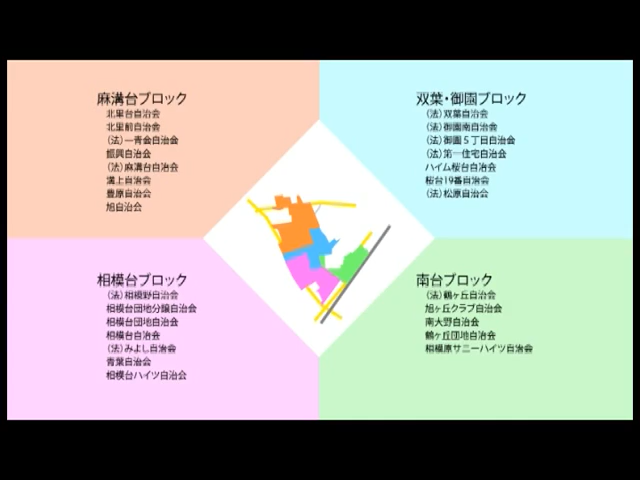 麻溝台ブロック
北里台自治会
北里前自治会
（法）一青会自治会
振興自治会
（法）麻溝台自治会
溝上自治会
豊原自治会
旭自治会
双葉・御園ブロック
（法）双葉自治会
（法）御園南自治会
（法）御園５丁目自治会
（法）第一住宅自治会
ハイム桜台自治会
桜台19番自治会
（法）松原自治会
相模台ブロック
（法）相模野自治会
相模台団地分譲自治会
相模台団地自治会
相模台自治会
（法）みよし自治会
青葉自治会
相模台ハイツ自治会
南台ブロック
（法）鶴ヶ丘自治会
旭ヶ丘クラブ自治会
南大野自治会
鶴ヶ丘団地自治会
相模原サニーハイツ自治会